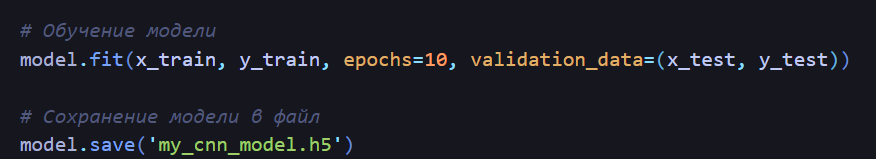 # Обучение модели
model.fit(x_train, y_train, epochs=10, validation_data=(x_test, y_test))
# Сохранение модели в файл
model.save('my_cnn_model.h5')